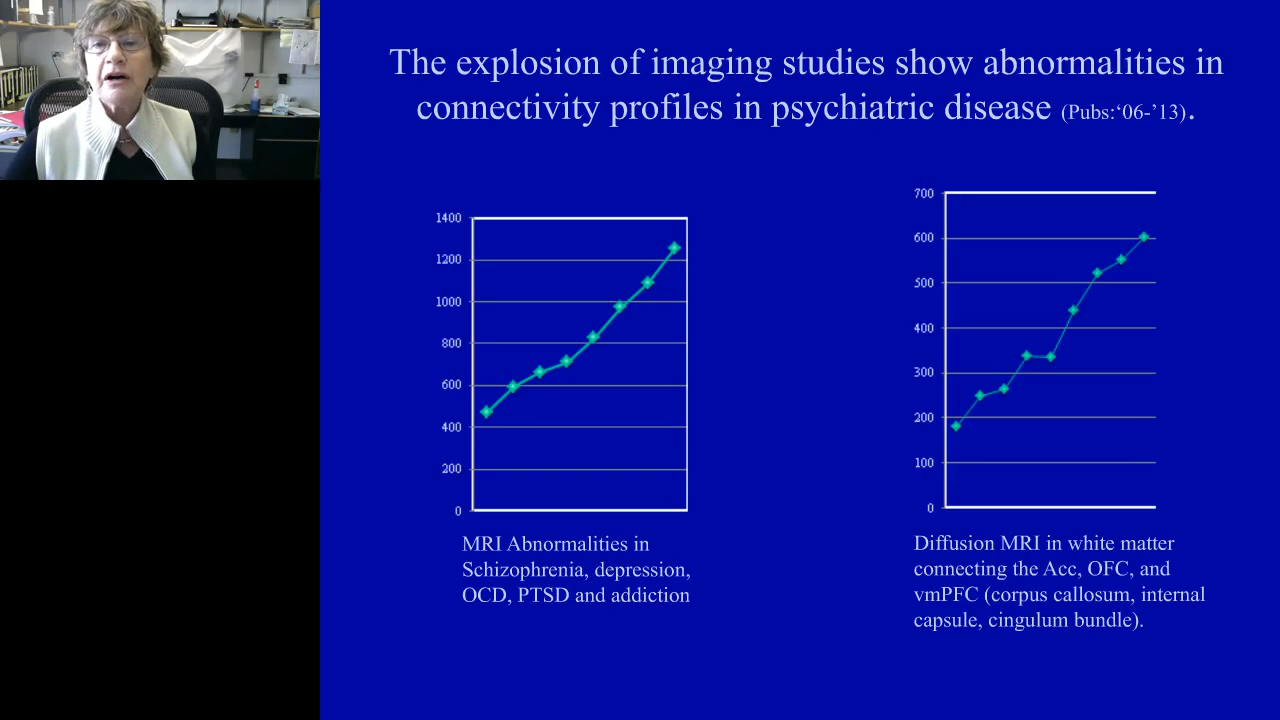 The explosion of imaging studies show abnormalities in
connectivity profiles in psychiatric disease (Pubs:‘06-’13).
1400
1200
1000
800
600
400
200
0
700
600
500
400
300
200
100
0
MRI Abnormalities in
Schizophrenia, depression,
OCD, PTSD and addiction
Diffusion MRI in white matter
connecting the Acc, OFC, and
vmPFC (corpus callosum, internal
capsule, cingulum bundle).